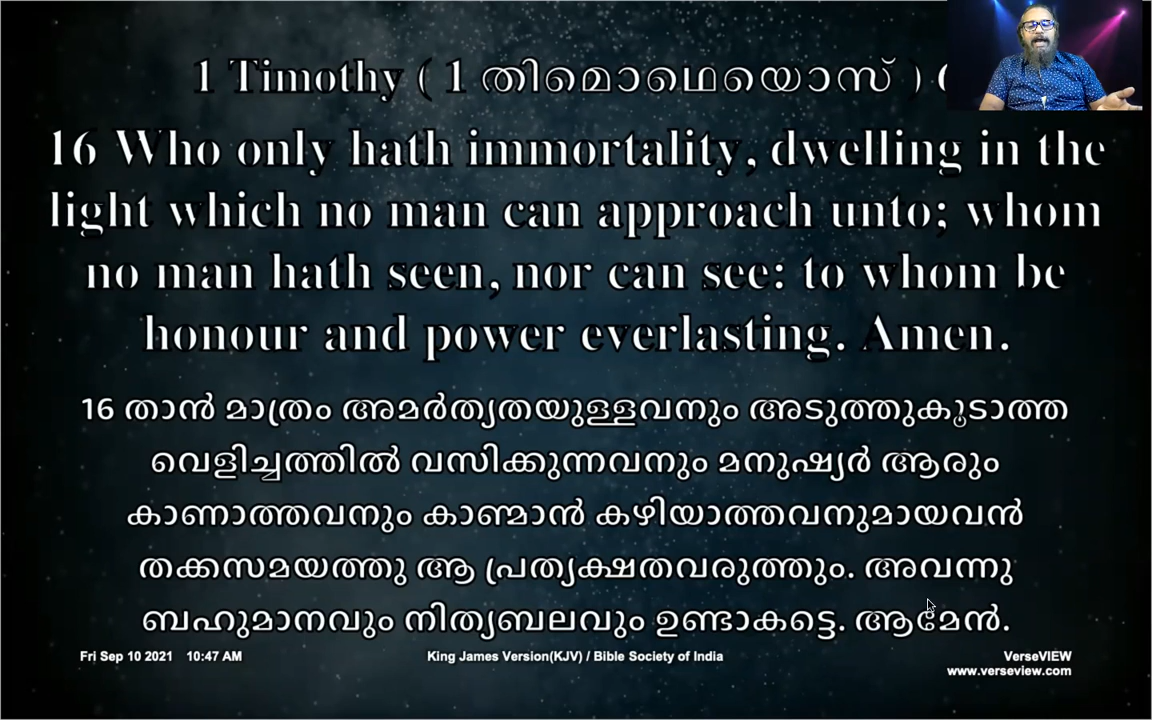 1 Timothy ( 1 തിമൊഥെയൊസ് )
16 Who only hath immortality, dwelling in the
light which no man can approach unto; whom
no man hath seen, nor can see: to whom be
honour and power everlasting. Amen.
16 താൻ മാത്രം അമർത്യതയുള്ളവനും അടുത്തുകൂടാത്ത
വെളിച്ചത്തിൽ വസിക്കുന്നവനും മനുഷ്യർ ആരും
കാണാത്തവനും കാണ്മാൻ കഴിയാത്തവനുമായവൻ
തക്കസമയത്തു ആ പ്രത്യക്ഷതവരുത്തും. അവന്നു
ബഹുമാനവും നിത്യബലവും ഉണ്ടാകട്ടെ. ആമേൻ.
Fri Sep 10 2021 10:47 AM King James Version(KJV) / Bible Society of India VerseVIEW
www.verseview.com